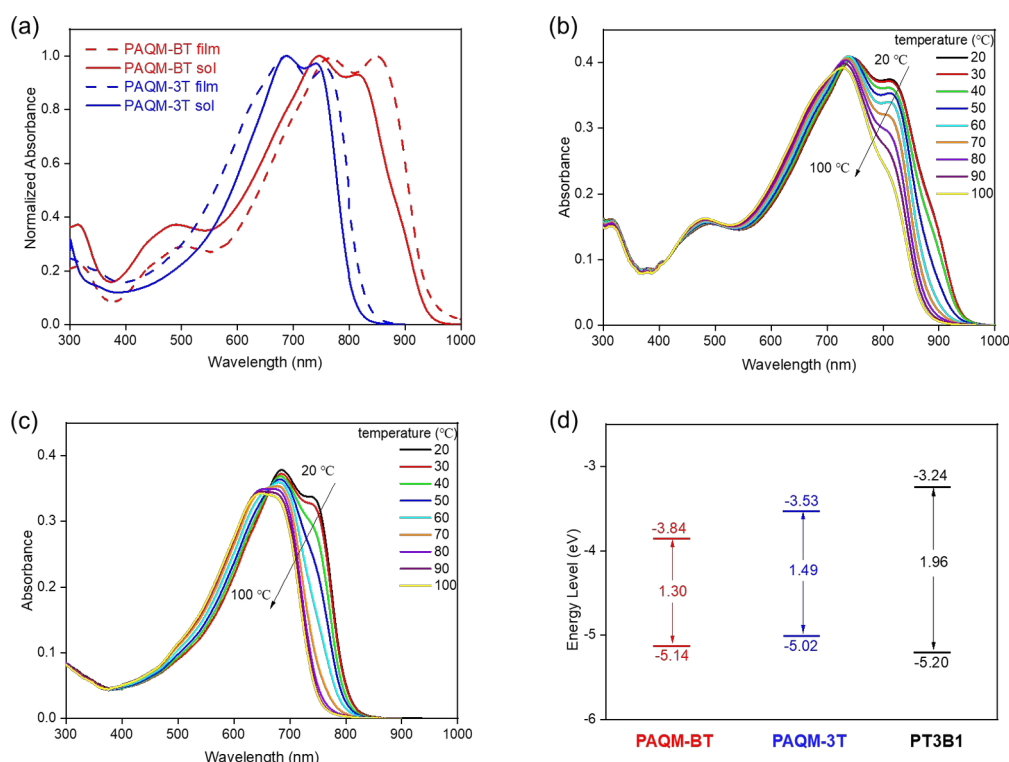 (a)
PAQM-BT film
PAQM-BT sol
PAQM-3T film
PAQM-3T sol
1.0
0.8
0.6
0.4
0.2
0.0
Normalized Absorbance
300 400 500 600 700 800 900 1000
Wavelength (nm)
(b)
temperature (℃)
20
30
40
50
60
70
80
90
100
20 ℃
100 ℃
0.4
0.3
0.2
0.1
0.0
Absorbance
300 400 500 600 700 800 900 1000
Wavelength (nm)
(c)
temperature (℃)
20
30
40
50
60
70
80
90
100
20 ℃
100 ℃
0.4
0.3
0.2
0.1
0.0
Absorbance
300 400 500 600 700 800 900 1000
Wavelength (nm)
(d)
-3
-4
-5
-6
Energy Level (eV)
-3.84
1.30
-5.14
-3.53
1.49
-5.02
-3.24
1.96
-5.20
PAQM-BT PAQM-3T PT3B1